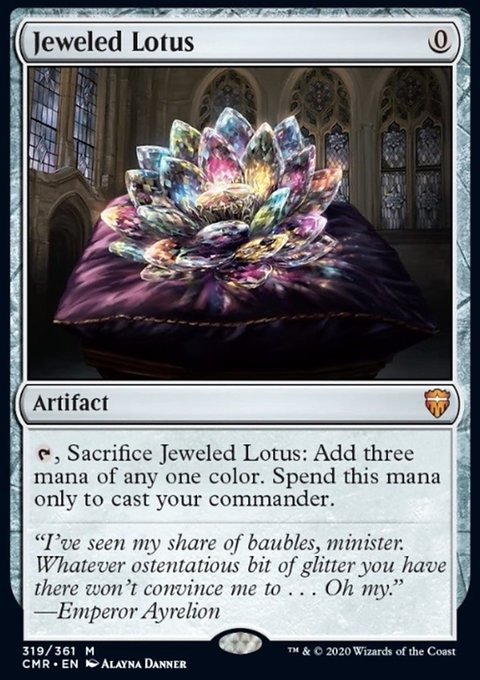 Jeweled Lotus 0
Artifact
, Sacrifice Jeweled Lotus: Add three
mana of any one color. Spend this mana
only to cast your commander.
“I’ve seen my share of baubles, minister.
Whatever ostentatious bit of glitter you have
there won’t convince me to . . . Oh my.”
—Emperor Ayrelion
319/361 M
CMR • EN Alayna Danner
™ & © 2020 Wizards of the Coast